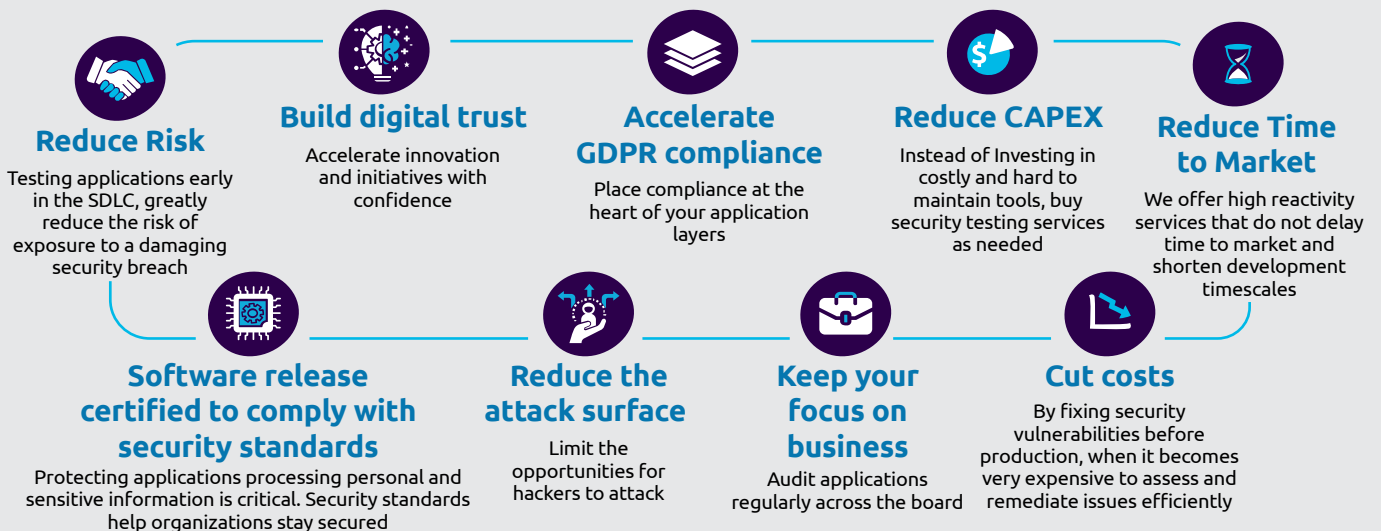 Reduce Risk
Testing applications early
in the SDLC, greatly
reduce the risk of
exposure to a damaging
security breach
Build digital trust
Accelerate innovation
and initiatives with
confidence
Accelerate
GDPR compliance
Place compliance at the
heart of your application
layers
$
Reduce CAPEX
Instead of Investing in
costly and hard to
maintain tools, buy
security testing services
as needed
Reduce Time
to Market
We offer high reactivity
services that do not delay
time to market and
shorten development
timescales
Software release
certified to comply with
security standards
Protecting applications processing personal and
sensitive information is critical. Security standards
help organizations stay secured
Reduce the
attack surface
Limit the
opportunities for
hackers to attack
Keep your
focus on
business
Audit applications
regularly across the board
Cut costs
By fixing security
vulnerabilities before
production, when it becomes
very expensive to assess and
remediate issues efficiently